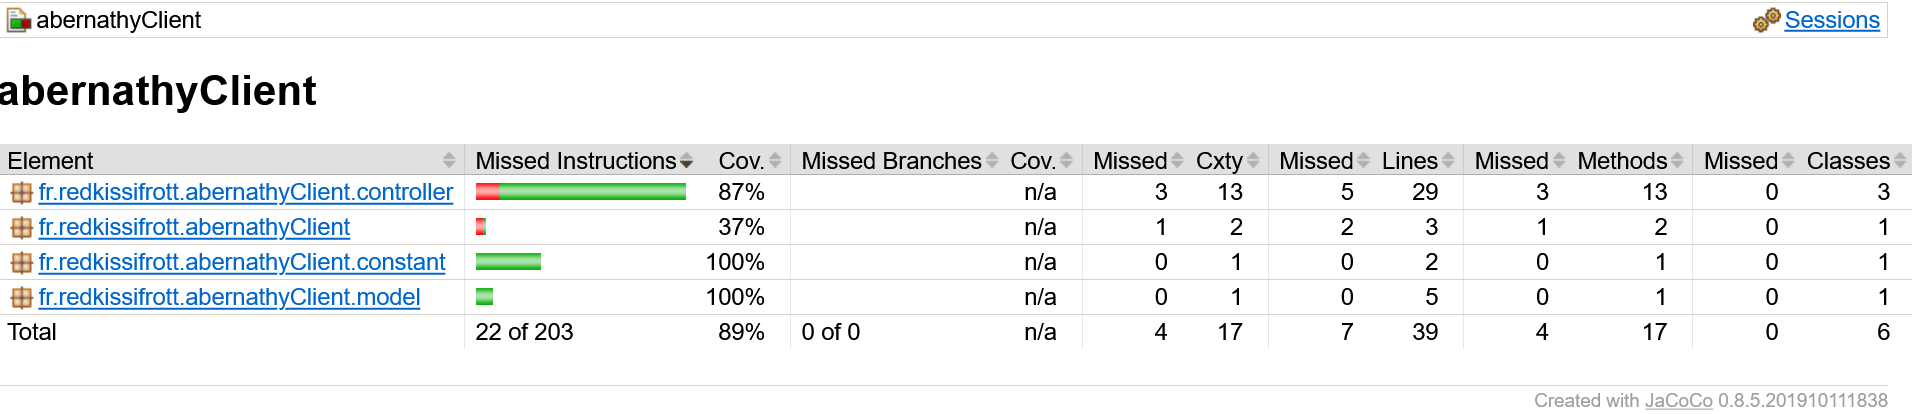 abernathyClient Sessions
abernathyClient
Element Missed Instructions Cov. Missed Branches Cov. Missed Cxty Missed Lines Missed Methods Missed Classes
fr.redkissifrott.abernathyClient.controller 87% n/a 3 13 5 29 3 13 0 3
fr.redkissifrott.abernathyClient 37% n/a 1 2 2 3 1 2 0 1
fr.redkissifrott.abernathyClient.constant 100% n/a 0 1 0 2 0 1 0 1
fr.redkissifrott.abernathyClient.model 100% n/a 0 1 0 5 0 1 0 1
Total 22 of 203 89% 0 of 0 n/a 4 17 7 39 4 17 0 6
Created with JaCoCo 0.8.5.201910111838